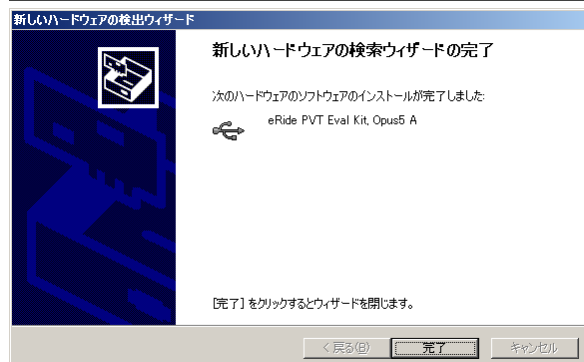 新しいハードウェアの検出ウィザード
新しいハードウェアの検索ウィザードの完了
次のハードウェアのソフトウェアのインストールが完了しました:
eRide PVT Eval Kit, Opus5 A
[完了] をクリックするとウィザードを閉じます。
< 戻る(B) 完了 キャンセル